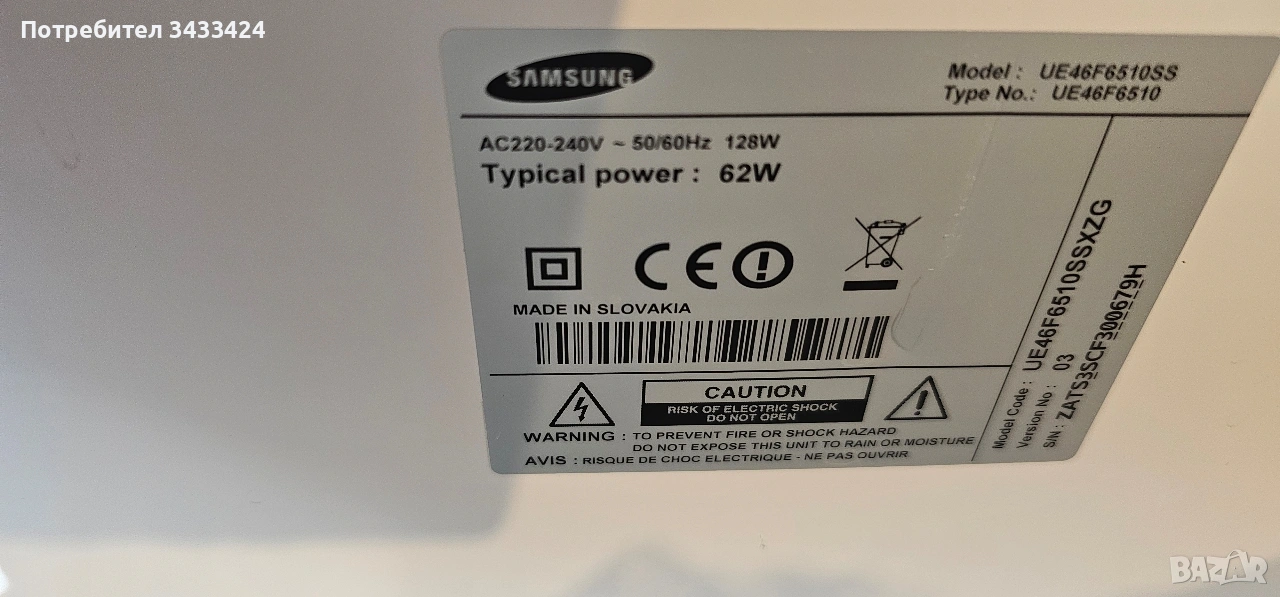 Потребител 3433424
SAMSUNG
Model : UE46F6510SS
Type No.: UE46F6510
AC220-240V ~ 50/60Hz 128W
Typical power : 62W
CE
MADE IN SLOVAKIA
CAUTION
RISK OF ELECTRIC SHOCK
DO NOT OPEN
WARNING : TO PREVENT FIRE OR SHOCK HAZARD
DO NOT EXPOSE THIS UNIT TO RAIN OR MOISTURE
AVIS : RISQUE DE CHOC ELECTRIQUE - NE PAS OUVRIR
Model Code : UE46F6510SSXZG
Version No : 03
S/N : ZATS3SCF300679H
BAZAR